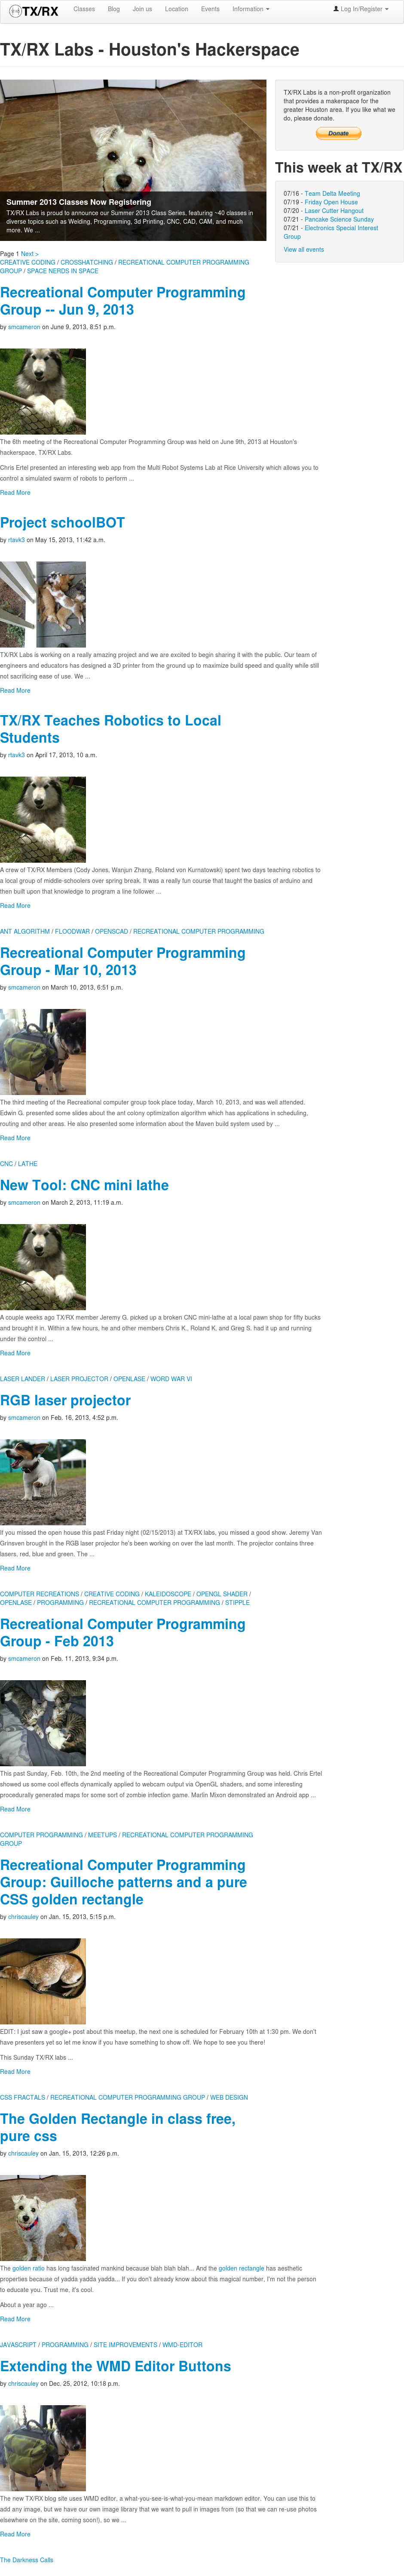 TX/RX Classes Blog Join us Location Events Information Log In/Register
TX/RX Labs - Houston's Hackerspace
Summer 2013 Classes Now Registering
TX/RX Labs is proud to announce our Summer 2013 Class Series, featuring ~40 classes in
diverse topics such as Welding, Programming, 3d Printing, CNC, CAD, CAM, and much
more. We ...
TX/RX Labs is a non-profit organization
that provides a makerspace for the
greater Houston area. If you like what we
do, please donate.
Donate
This week at TX/RX
07/16 - Team Delta Meeting
07/19 - Friday Open House
07/20 - Laser Cutter Hangout
07/21 - Pancake Science Sunday
07/21 - Electronics Special Interest
Group
View all events
Page 1 Next >
CREATIVE CODING / CROSSHATCHING / RECREATIONAL COMPUTER PROGRAMMING
GROUP / SPACE NERDS IN SPACE
Recreational Computer Programming
Group -- Jun 9, 2013
by smcameron on June 9, 2013, 8:51 p.m.
The 6th meeting of the Recreational Computer Programming Group was held on June 9th, 2013 at Houston's
hackerspace, TX/RX Labs.
Chris Ertel presented an interesting web app from the Multi Robot Systems Lab at Rice University which allows you to
control a simulated swarm of robots to perform ...
Read More
Project schoolBOT
by rtavk3 on May 15, 2013, 11:42 a.m.
TX/RX Labs is working on a really amazing project and we are excited to begin sharing it with the public. Our team of
engineers and educators has designed a 3D printer from the ground up to maximize build speed and quality while still
not sacrificing ease of use. We ...
Read More
TX/RX Teaches Robotics to Local
Students
by rtavk3 on April 17, 2013, 10 a.m.
A crew of TX/RX Members (Cody Jones, Wanjun Zhang, Roland von Kurnatowski) spent two days teaching robotics to
a local group of middle schoolers over spring break. It was a really fun course that taught the basics of arduino and
then built upon that knowledge to program a line follower ...
Read More
ANT ALGORITHM / FLOODWAR / OPENSCAD / RECREATIONAL COMPUTER PROGRAMMING
Recreational Computer Programming
Group - Mar 10, 2013
by smcameron on March 10, 2013, 6:51 p.m.
The third meeting of the Recreational Computer group took place today, March 10, 2013, and was well attended.
Edwin G. presented some slides about the ant colony optimization algorithm which has applications in scheduling,
routing and other areas. He also presented some information about the Maven build system used by ...
Read More
CNC / LATHE
New Tool: CNC mini lathe
by smcameron on March 2, 2013, 11:19 a.m.
A couple weeks ago TX/RX member Jeremy G. picked up a broken CNC mini-lathe at a local pawn shop for fifty bucks
and brought it in. Within a few hours, he and other members Chris K., Roland K, and Greg S. had it up and running
under the control ...
Read More
LASER LANDER / LASER PROJECTOR / OPENLASE / WORD WAR VI
RGB laser projector
by smcameron on Feb. 16, 2013, 4:52 p.m.
If you missed the open house this past Friday night (02/15/2013) at TX/RX labs, you missed a good show. Jeremy Van
Grinsven brought in the RGB laser projector he's been working on over the last month. The projector contains three
lasers, red, blue and green. The ...
Read More
COMPUTER RECREATIONS / CREATIVE CODING / KALEIDOSCOPE / OPENGL SHADER /
OPENLASE / PROGRAMMING / RECREATIONAL COMPUTER PROGRAMMING / STIPPLE
Recreational Computer Programming
Group - Feb 2013
by smcameron on Feb. 11, 2013, 9:34 p.m.
This past Sunday, Feb. 10th, the 2nd meeting of the Recreational Computer Programming Group was held. Chris Ertel
showed us some cool effects dynamically applied to webcam output via OpenGL shaders, and some interesting
procedurally generated forms maps for some sort of zombie infection game. Marlin Mixon demonstrated an Android app ...
Read More
COMPUTER PROGRAMMING / MEETUPS / RECREATIONAL COMPUTER PROGRAMMING
GROUP
Recreational Computer Programming
Group: Guilloche patterns and a pure
CSS golden rectangle
by chriscauley on Jan. 15, 2013, 5:15 p.m.
EDIT: I just saw a google+ post about this meetup, the next one is scheduled for February 10th at 1:30 pm. We don't
have presenters yet so let me know if you have something to show off. We hope to see you there!
This Sunday TX/RX labs ...
Read More
CSS FRACTALS / RECREATIONAL COMPUTER PROGRAMMING GROUP / WEB DESIGN
The Golden Rectangle in class free,
pure css
by chriscauley on Jan. 15, 2013, 12:26 p.m.
The golden ratio has long fascinated mankind because blah blah blah... And the golden rectangle has aesthetic
properties because of yadda yadda yadda... If you don't already know about this magical number, I'm not the person
to educate you. Trust me, it's cool.
About a year ago ...
Read More
JAVASCRIPT / PROGRAMMING / SITE IMPROVEMENTS / WMD-EDITOR
Extending the WMD Editor Buttons
by chriscauley on Dec. 25, 2012, 10:18 p.m.
The new TX/RX blog site uses WMD editor, a what-you-see-is-what-you-mean markdown editor. You can use this to
add any image, but we have our own image library that we want to pull in images from (so that we can re-use photos
elsewhere on the site, coming soon!), so we ...
Read More
The Darkness Calls